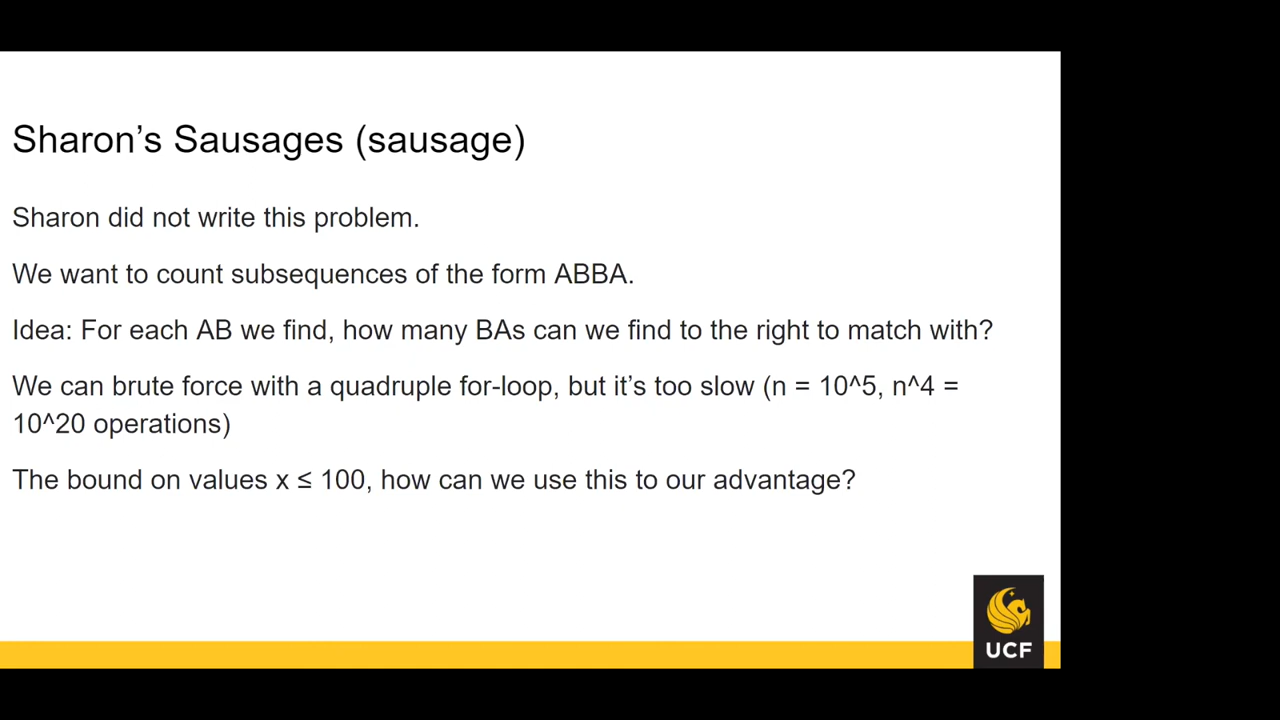 Sharon’s Sausages (sausage)
Sharon did not write this problem.
We want to count subsequences of the form ABBA.
Idea: For each AB we find, how many BAs can we find to the right to match with?
We can brute force with a quadruple for-loop, but it’s too slow (n = 10^5, n^4 =
10^20 operations)
The bound on values x ≤ 100, how can we use this to our advantage?
UCF